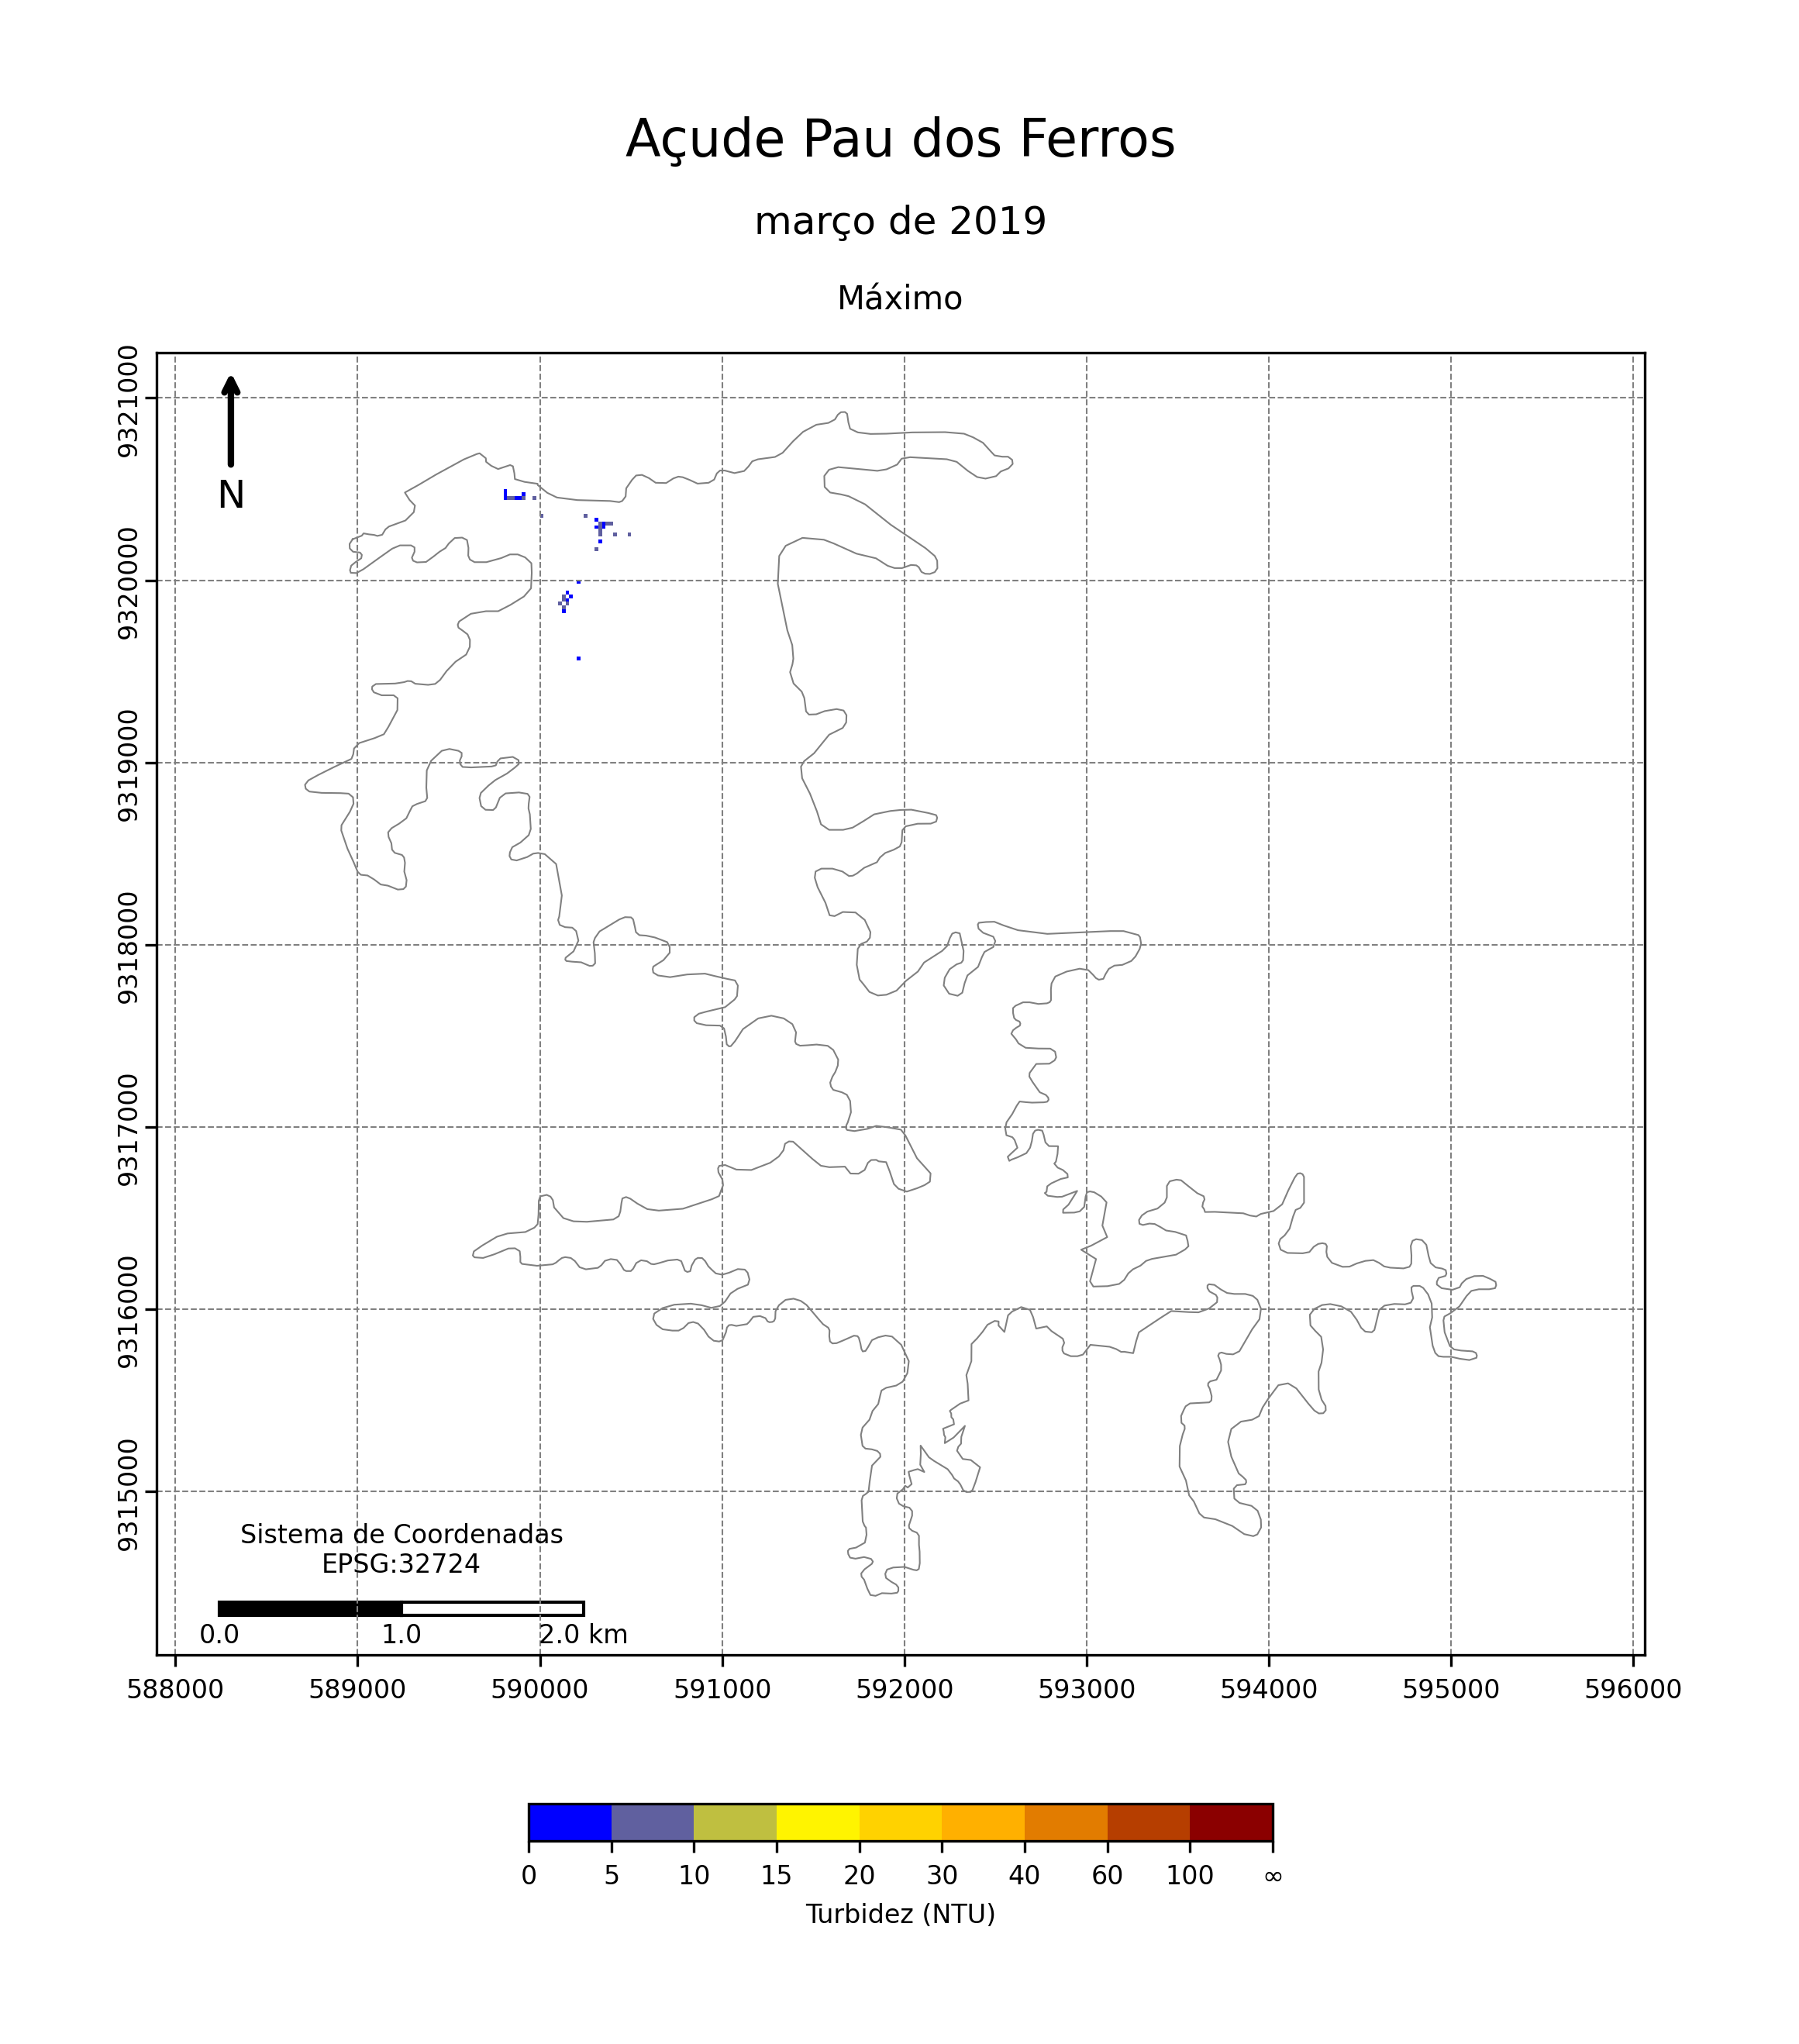 Açude Pau dos Ferros
março de 2019
Máximo
9321000
9320000
9319000
9318000
9317000
9316000
9315000
N
Sistema de Coordenadas
EPSG:32724
0.0 1.0 2.0 km
588000 589000 590000 591000 592000 593000 594000 595000 596000
0 5 10 15 20 30 40 60 100 ∞
Turbidez (NTU)